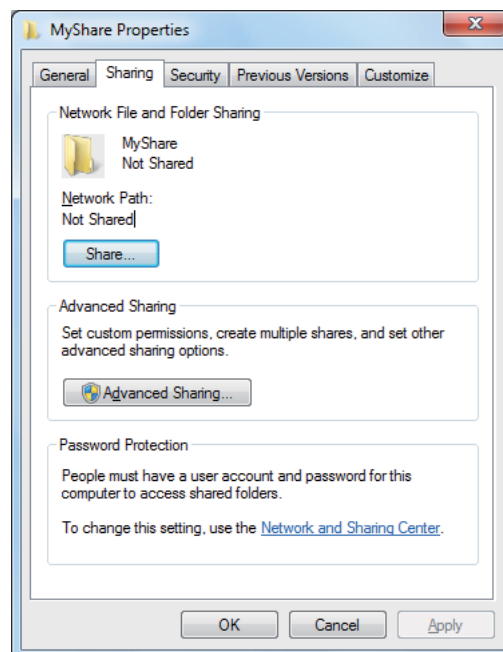 MyShare Properties
General Sharing Security Previous Versions Customize
Network File and Folder Sharing
MyShare
Not Shared
Network Path:
Not Shared
Share...
Advanced Sharing
Set custom permissions, create multiple shares, and set other
advanced sharing options.
Advanced Sharing...
Password Protection
People must have a user account and password for this
computer to access shared folders.
To change this setting, use the Network and Sharing Center.
OK Cancel Apply